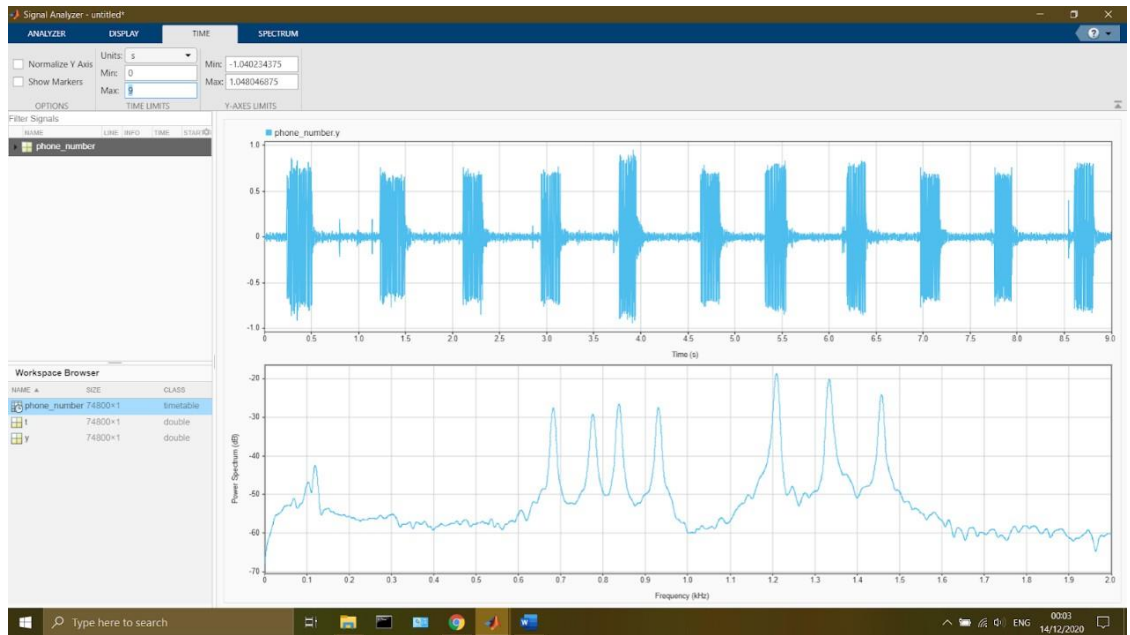 Signal Analyzer - untitled*
ANALYZER DISPLAY TIME SPECTRUM
Normalize Y Axis
Show Markers
OPTIONS
Units: s
Min: 0
Max: 9
TIME LIMITS
Min: -1.040234375
Max: 1.048046875
Y-AXES LIMITS
Filter Signals
NAME LINE INFO TIME START
phone_number
phone_number.y
1.0
0.5
0
-0.5
-1.0
0 0.5 1.0 1.5 2.0 2.5 3.0 3.5 4.0 4.5 5.0 5.5 6.0 6.5 7.0 7.5 8.0 8.5 9.0
Time (s)
Workspace Browser
NAME SIZE CLASS
phone_number 74800×1 timetable
t 74800×1 double
y 74800×1 double
-20
-30
-40
-50
-60
-70
Power Spectrum (dB)
0 0.1 0.2 0.3 0.4 0.5 0.6 0.7 0.8 0.9 1.0 1.1 1.2 1.3 1.4 1.5 1.6 1.7 1.8 1.9 2.0
Frequency (kHz)
Type here to search
ENG
00:03
14/12/2020